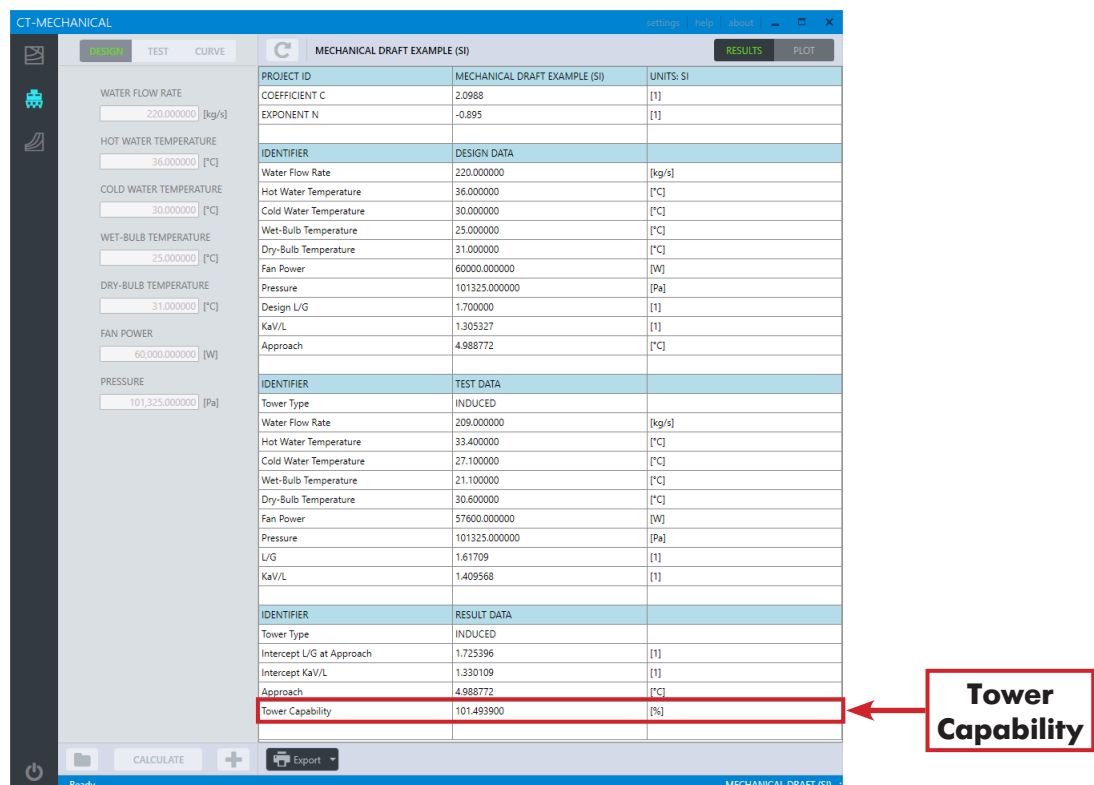 CT-MECHANICAL settings help about
DESIGN TEST CURVE
MECHANICAL DRAFT EXAMPLE (SI) RESULTS PLOT
WATER FLOW RATE
220.000000 [kg/s]
HOT WATER TEMPERATURE
36.000000 [°C]
COLD WATER TEMPERATURE
30.000000 [°C]
WET-BULB TEMPERATURE
25.000000 [°C]
DRY-BULB TEMPERATURE
31.000000 [°C]
FAN POWER
60,000.000000 [W]
PRESSURE
101,325.000000 [Pa]
PROJECT ID MECHANICAL DRAFT EXAMPLE (SI) UNITS: SI
COEFFICIENT C 2.0988 [1]
EXPONENT N -0.895 [1]
IDENTIFIER DESIGN DATA
Water Flow Rate 220.000000 [kg/s]
Hot Water Temperature 36.000000 [°C]
Cold Water Temperature 30.000000 [°C]
Wet-Bulb Temperature 25.000000 [°C]
Dry-Bulb Temperature 31.000000 [°C]
Fan Power 60000.000000 [W]
Pressure 101325.000000 [Pa]
Design L/G 1.700000 [1]
KaV/L 1.305327 [1]
Approach 4.988772 [°C]
IDENTIFIER TEST DATA
Tower Type INDUCED
Water Flow Rate 209.000000 [kg/s]
Hot Water Temperature 33.400000 [°C]
Cold Water Temperature 27.100000 [°C]
Wet-Bulb Temperature 21.100000 [°C]
Dry-Bulb Temperature 30.600000 [°C]
Fan Power 57600.000000 [W]
Pressure 101325.000000 [Pa]
L/G 1.61709 [1]
KaV/L 1.409568 [1]
IDENTIFIER RESULT DATA
Tower Type INDUCED
Intercept L/G at Approach 1.725396 [1]
Intercept KaV/L 1.330109 [1]
Approach 4.988772 [°C]
Tower Capability 101.493900 [%]
Tower
Capability
CALCULATE Export
Ready MECHANICAL DRAFT (SI)